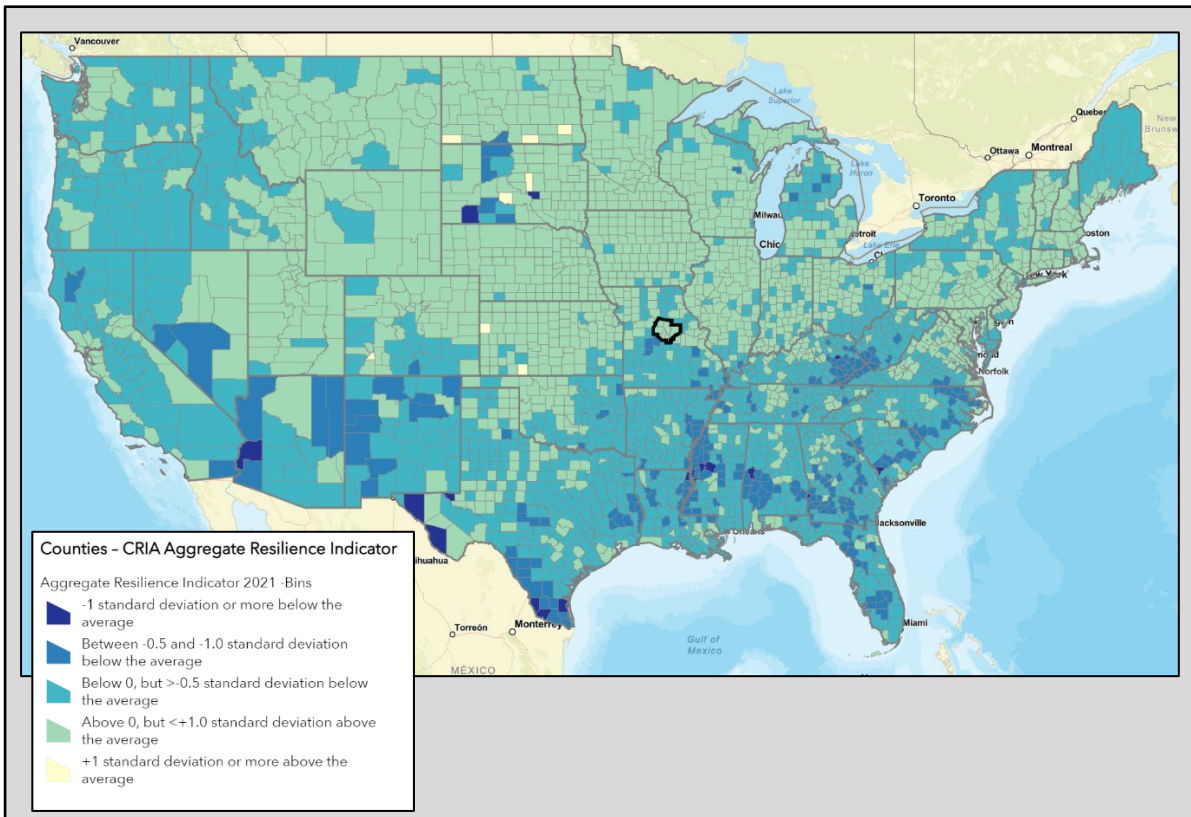 Vancouver
Lake
Superior
Quebec
New
Brunsw
Ottawa
Montreal
Lake
Huron
Toronto
Milwau
etroit
oston
Lake Erie
Chic
Cl
ew York
gton
mond
Norfolk
Jacksonville
w Orleans
ihuahua
Miami
Torreón
Monterrey
Gulf of
Mexico
MÉXICO
Counties – CRIA Aggregate Resilience Indicator
Aggregate Resilience Indicator 2021 -Bins
-1 standard deviation or more below the
average
Between -0.5 and -1.0 standard deviation
below the average
Below 0, but >-0.5 standard deviation below
the average
Above 0, but <+1.0 standard deviation above
the average
+1 standard deviation or more above the
average